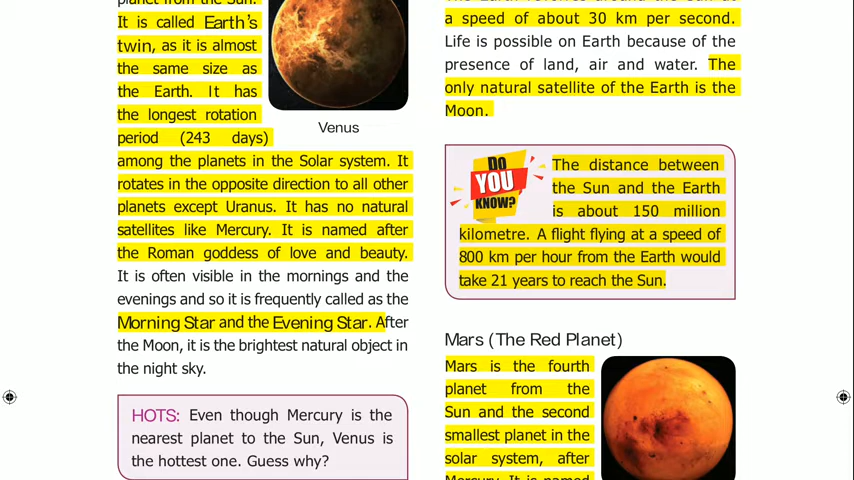 planet from the Sun.
It is called Earth's
twin, as it is almost
the same size as
the Earth. It has
the longest rotation
period (243 days)
Venus
among the planets in the Solar system. It
rotates in the opposite direction to all other
planets except Uranus. It has no natural
satellites like Mercury. It is named after
the Roman goddess of love and beauty.
It is often visible in the mornings and the
evenings and so it is frequently called as the
Morning Star and the Evening Star. After
the Moon, it is the brightest natural object in
the night sky.
HOTS: Even though Mercury is the
nearest planet to the Sun, Venus is
the hottest one. Guess why?
The Earth revolves around the Sun at
a speed of about 30 km per second.
Life is possible on Earth because of the
presence of land, air and water. The
only natural satellite of the Earth is the
Moon.
DO
YOU
KNOW?
The distance between
the Sun and the Earth
is about 150 million
kilometre. A flight flying at a speed of
800 km per hour from the Earth would
take 21 years to reach the Sun.
Mars (The Red Planet)
Mars is the fourth
planet from the
Sun and the second
smallest planet in the
solar system, after
Mercury. It is named